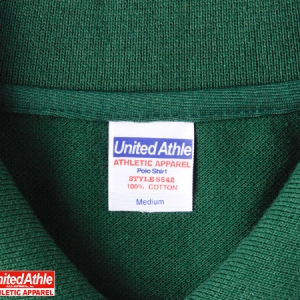 United Athle
ATHLETIC APPAREL
Polo Shirt
STYLE 5542
100% COTTON
Medium
United Athle
ATHLETIC APPAREL